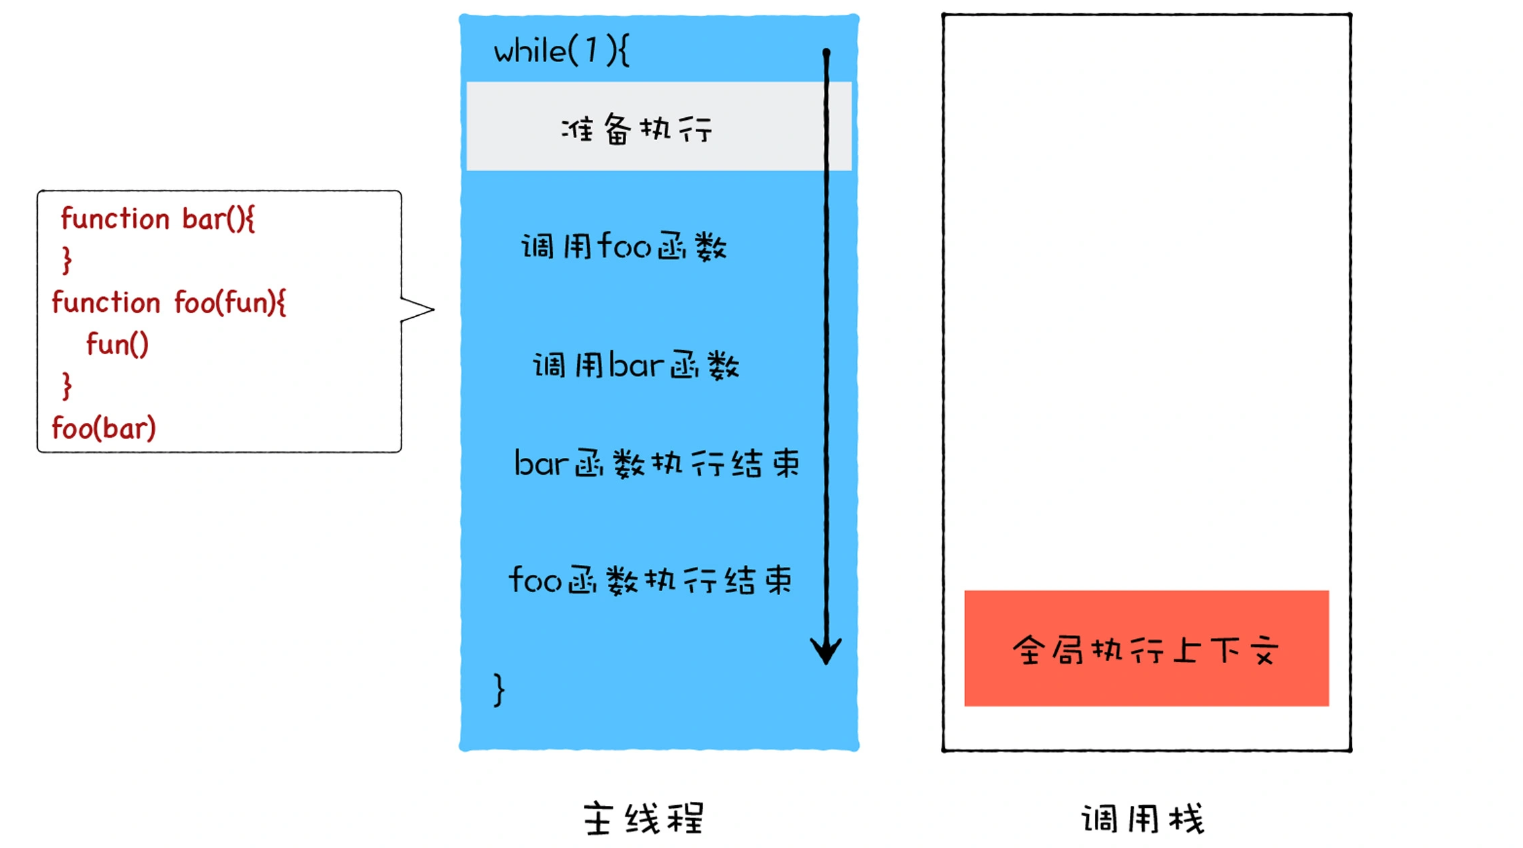 function bar(){
}
function foo(fun){
fun()
}
foo(bar)
while(1){
准备执行
调用foo函数
调用bar函数
bar函数执行结束
foo函数执行结束
}
主线程
全局执行上下文
调用栈